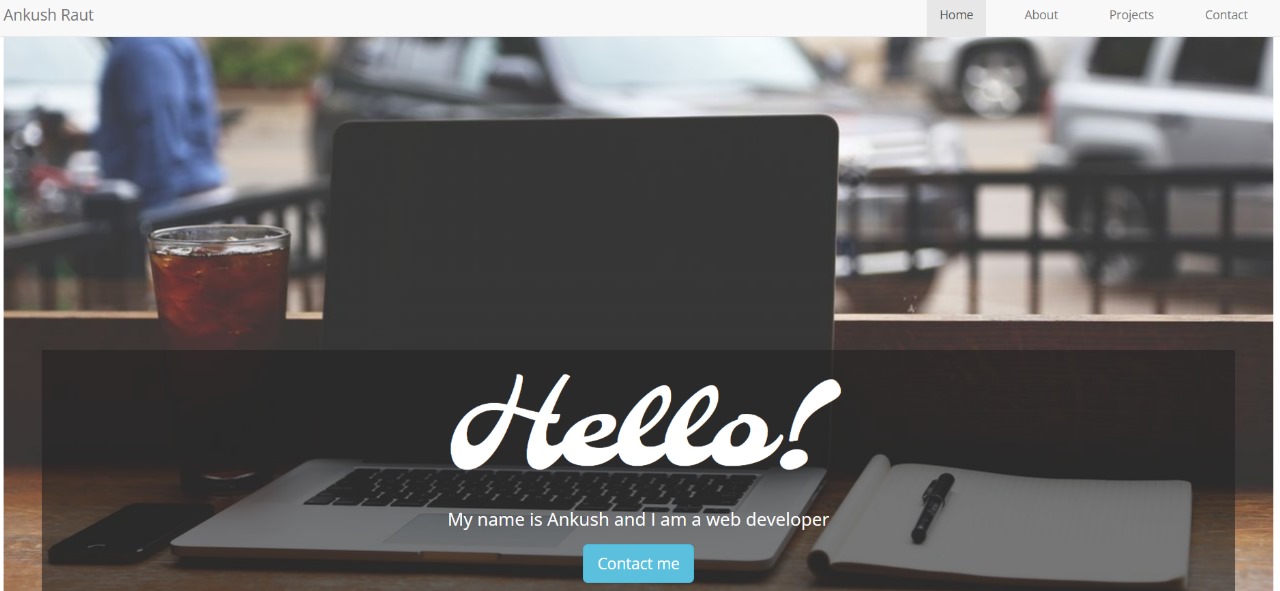 Ankush Raut Home About Projects Contact
Hello!
My name is Ankush and I am a web developer
Contact me